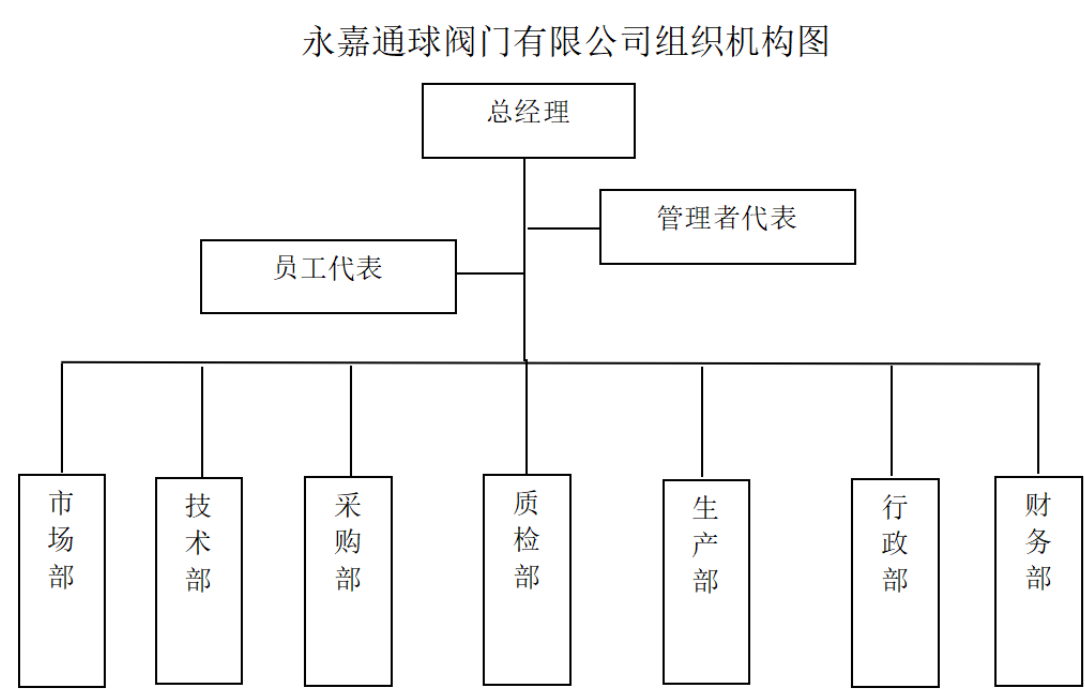 永嘉通球阀门有限公司组织机构图
总经理
管理者代表
员工代表
市场部
技术部
采购部
质检部
生产部
行政部
财务部